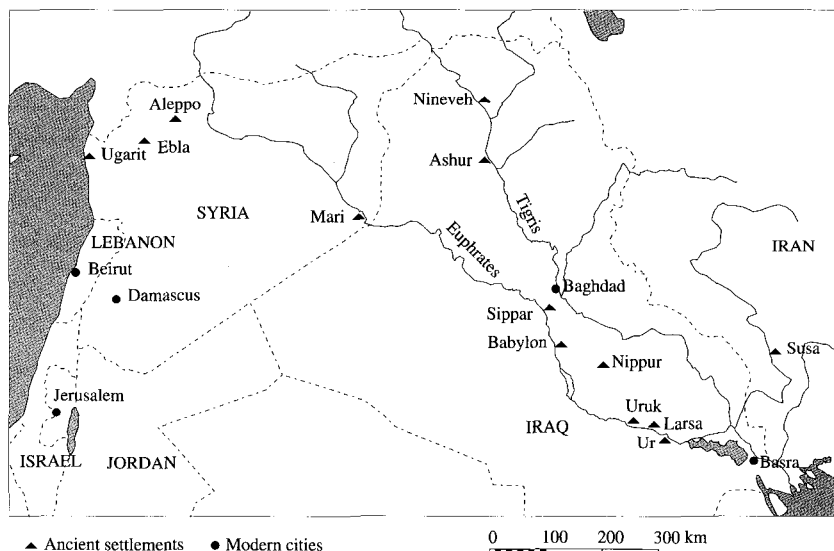 Aleppo
Nineveh
Ebla
Ugarit
Ashur
SYRIA
Mari
Tigris
LEBANON
Euphrates
IRAN
Beirut
Damascus
Baghdad
Sippar
Babylon
Nippur
Susa
Jerusalem
Uruk
Larsa
IRAQ
Ur
ISRAEL
JORDAN
Basra
Ancient settlements
Modern cities
0 100 200 300 km